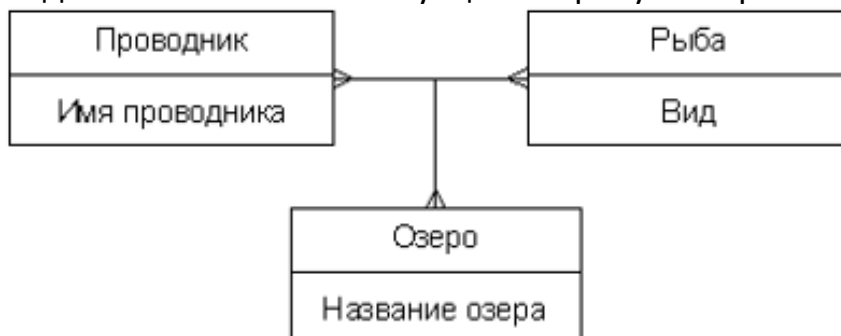 Проводник
Имя проводника
Рыба
Вид
Озеро
Название озера